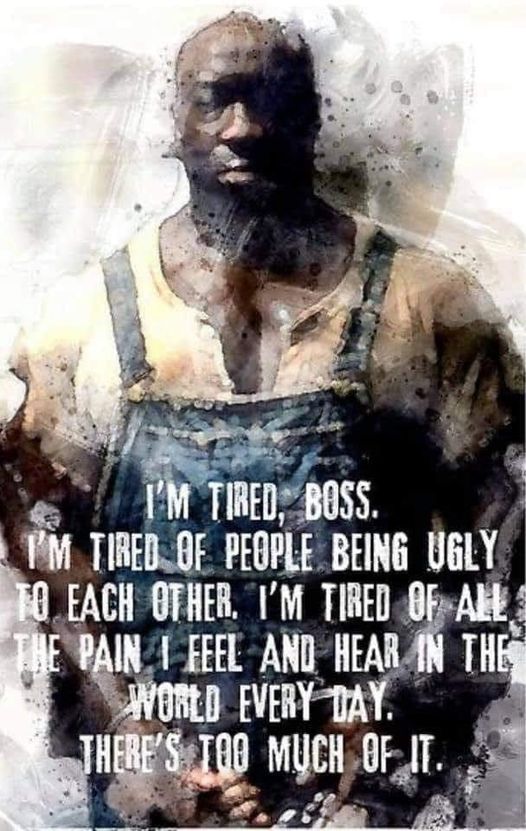 I'M TIRED, BOSS.
I'M TIRED OF PEOPLE BEING UGLY
TO EACH OTHER. I'M TIRED OF ALL
THE PAIN I FEEL AND HEAR IN THE
WORLD EVERY DAY.
THERE'S TOO MUCH OF IT.